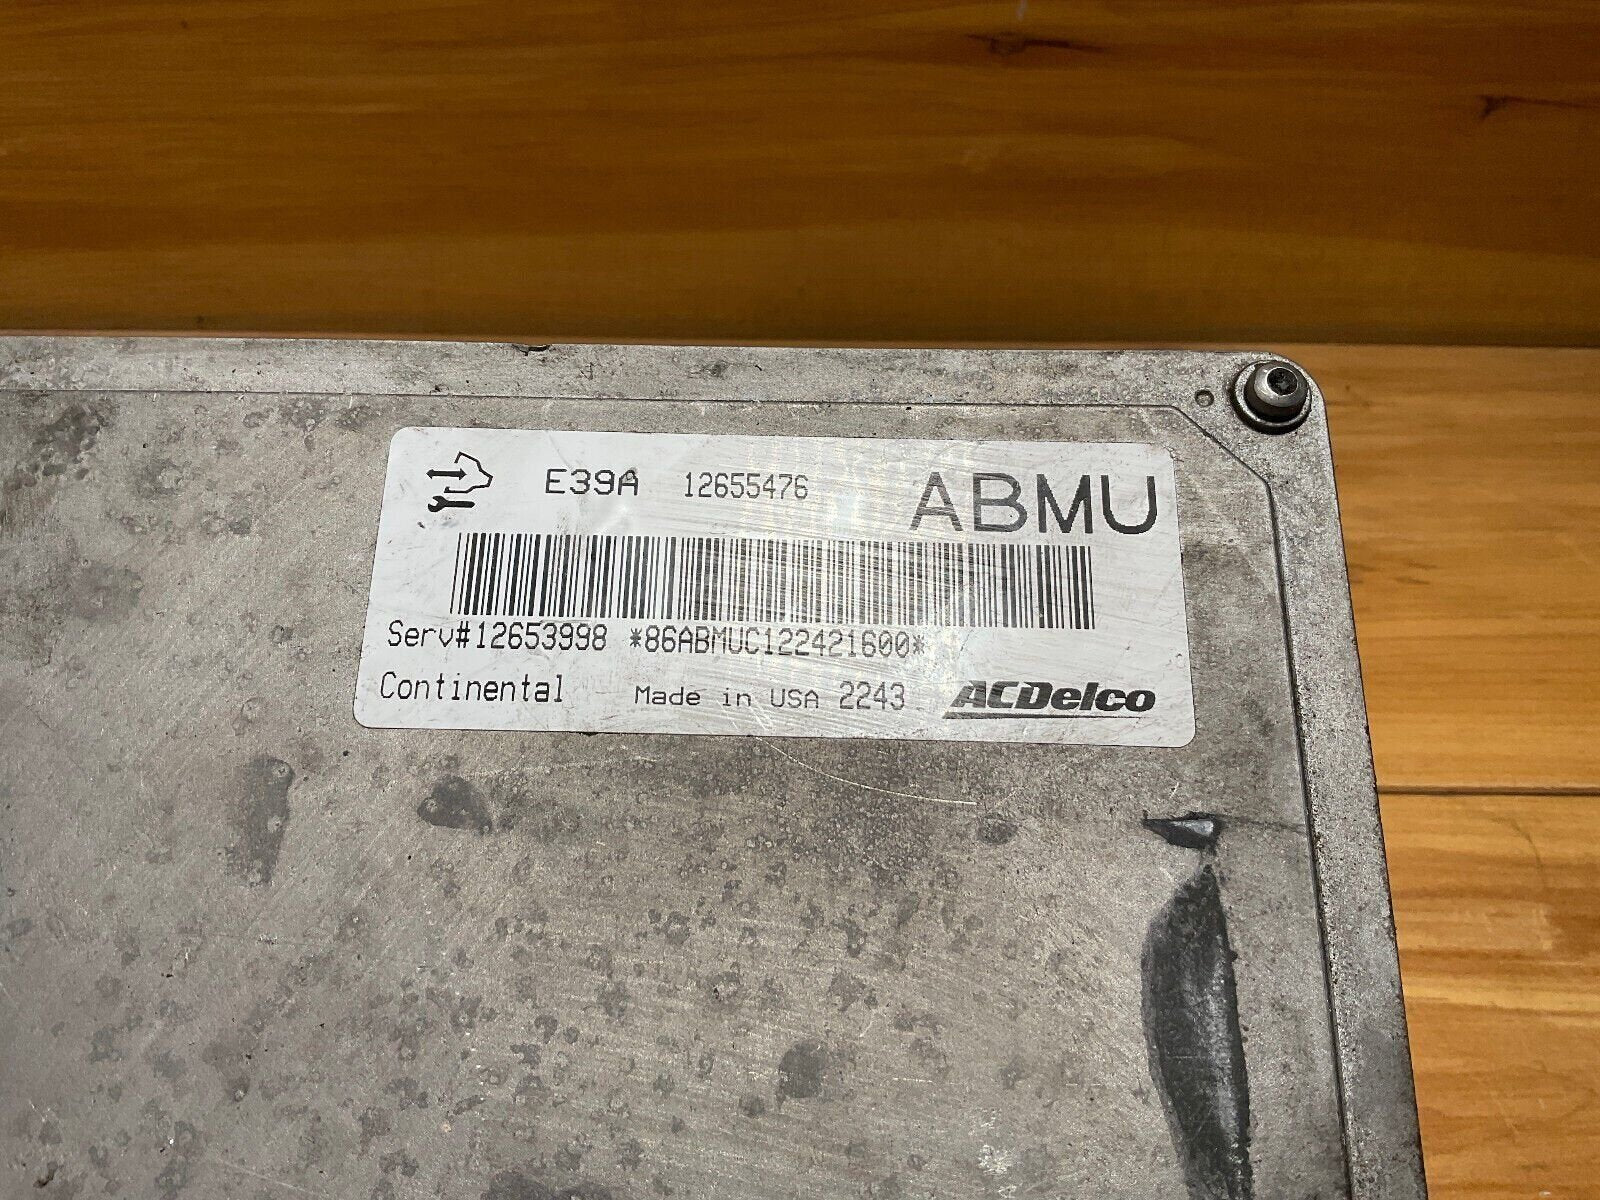 E39A 12655476 ABMU
Serv#12653998 *86ABMUC122421600*
Continental Made in USA 2243 ACDelco